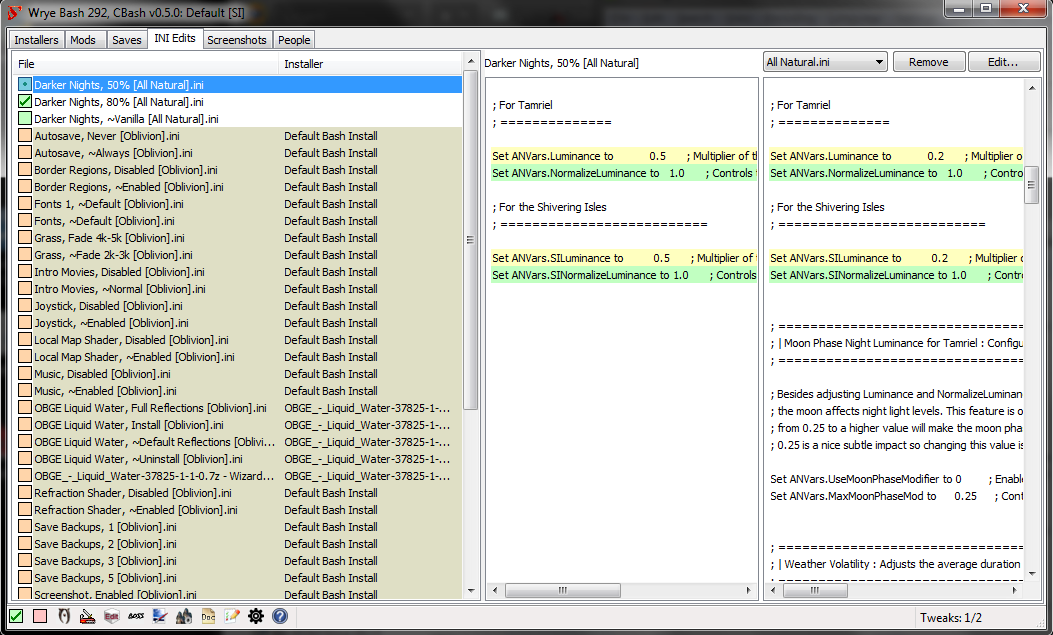 Wrye Bash 292, CBash v0.5.0: Default [SI]
Installers Mods Saves INI Edits Screenshots People
File Installer
Darker Nights, 50% [All Natural].ini
Darker Nights, 80% [All Natural].ini
Darker Nights, ~Vanilla [All Natural].ini
Autosave, Never [Oblivion].ini Default Bash Install
Autosave, ~Always [Oblivion].ini Default Bash Install
Border Regions, Disabled [Oblivion].ini Default Bash Install
Border Regions, ~Enabled [Oblivion].ini Default Bash Install
Fonts 1, ~Default [Oblivion].ini Default Bash Install
Fonts, ~Default [Oblivion].ini Default Bash Install
Grass, Fade 4k-5k [Oblivion].ini Default Bash Install
Grass, ~Fade 2k-3k [Oblivion].ini Default Bash Install
Intro Movies, Disabled [Oblivion].ini Default Bash Install
Intro Movies, ~Normal [Oblivion].ini Default Bash Install
Joystick, Disabled [Oblivion].ini Default Bash Install
Joystick, ~Enabled [Oblivion].ini Default Bash Install
Local Map Shader, Disabled [Oblivion].ini Default Bash Install
Local Map Shader, ~Enabled [Oblivion].ini Default Bash Install
Music, Disabled [Oblivion].ini Default Bash Install
Music, ~Enabled [Oblivion].ini Default Bash Install
OBGE Liquid Water, Full Reflections [Oblivion].ini OBGE_-_Liquid_Water-37825-1-...
OBGE Liquid Water, Install [Oblivion].ini OBGE_-_Liquid_Water-37825-1-...
OBGE Liquid Water, ~Default Reflections [Oblivi... OBGE_-_Liquid_Water-37825-1-...
OBGE Liquid Water, ~Uninstall [Oblivion].ini OBGE_-_Liquid_Water-37825-1-...
OBGE_-_Liquid_Water-37825-1-1-0.7z - Wizard... OBGE_-_Liquid_Water-37825-1-...
Refraction Shader, Disabled [Oblivion].ini Default Bash Install
Refraction Shader, ~Enabled [Oblivion].ini Default Bash Install
Save Backups, 1 [Oblivion].ini Default Bash Install
Save Backups, 2 [Oblivion].ini Default Bash Install
Save Backups, 3 [Oblivion].ini Default Bash Install
Save Backups, 5 [Oblivion].ini Default Bash Install
Screenshot, Enabled [Oblivion].ini Default Bash Install
Darker Nights, 50% [All Natural]
; For Tamriel
; ==============
Set ANVars.Luminance to 0.5 ; Multiplier of th
Set ANVars.NormalizeLuminance to 1.0 ; Controls
; For the Shivering Isles
; ==========================
Set ANVars.SILuminance to 0.5 ; Multiplier of
Set ANVars.SINormalizeLuminance to 1.0 ; Controls
All Natural.ini Remove Edit...
; For Tamriel
; ==============
Set ANVars.Luminance to 0.2 ; Multiplier o
Set ANVars.NormalizeLuminance to 1.0 ; Contro
; For the Shivering Isles
; ==========================
Set ANVars.SILuminance to 0.2 ; Multiplier o
Set ANVars.SINormalizeLuminance to 1.0 ; Contr
; ===============================
; | Moon Phase Night Luminance for Tamriel : Configu
; ===============================
; Besides adjusting Luminance and NormalizeLuminan
; the moon affects night light levels. This feature is o
; from 0.25 to a higher value will make the moon pha
; 0.25 is a nice subtle impact so changing this value is
Set ANVars.UseMoonPhaseModifier to 0 ; Enabl
Set ANVars.MaxMoonPhaseMod to 0.25 ; Cont
; ===============================
; | Weather Volatility : Adjusts the average duration
; ===============================
Edit BOSS Doc
Tweaks: 1/2